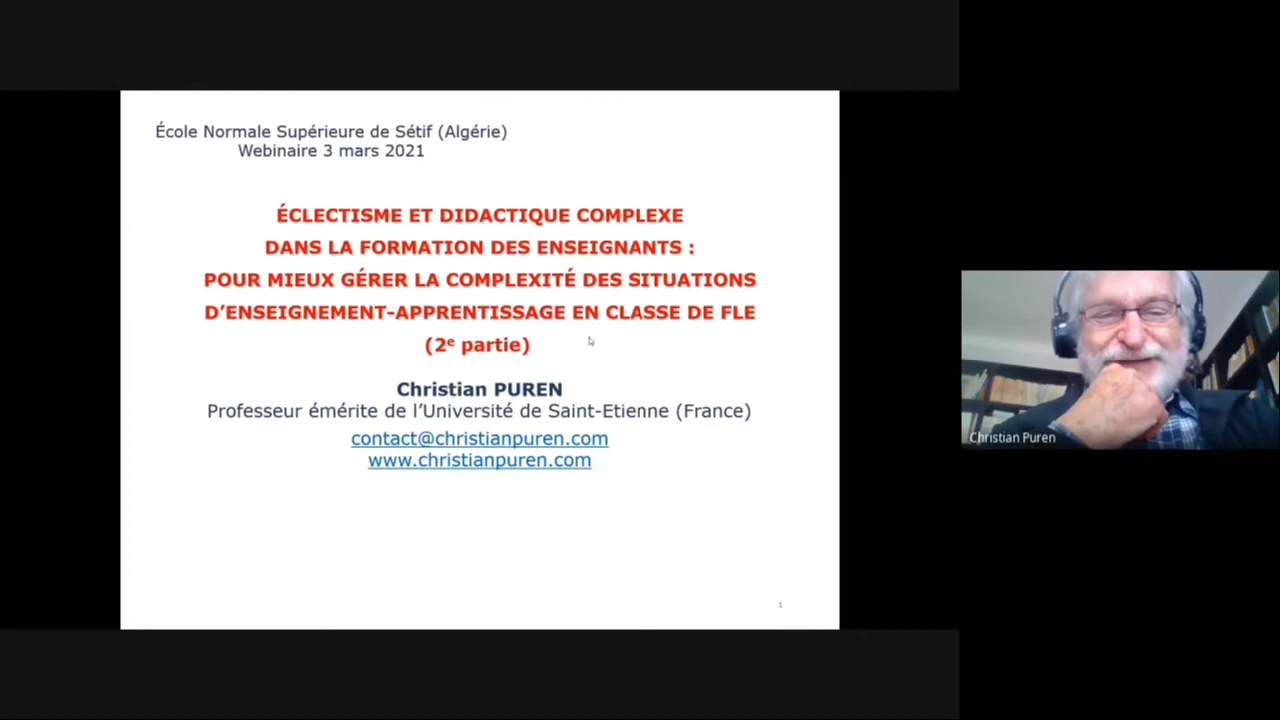 École Normale Supérieure de Sétif (Algérie)
Webinaire 3 mars 2021
ÉCLECTISME ET DIDACTIQUE COMPLEXE
DANS LA FORMATION DES ENSEIGNANTS :
POUR MIEUX GÉRER LA COMPLEXITÉ DES SITUATIONS
D’ENSEIGNEMENT-APPRENTISSAGE EN CLASSE DE FLE
(2e partie)
Christian PUREN
Professeur émérite de l’Université de Saint-Etienne (France)
contact@christianpuren.com
www.christianpuren.com
1
Christian Puren